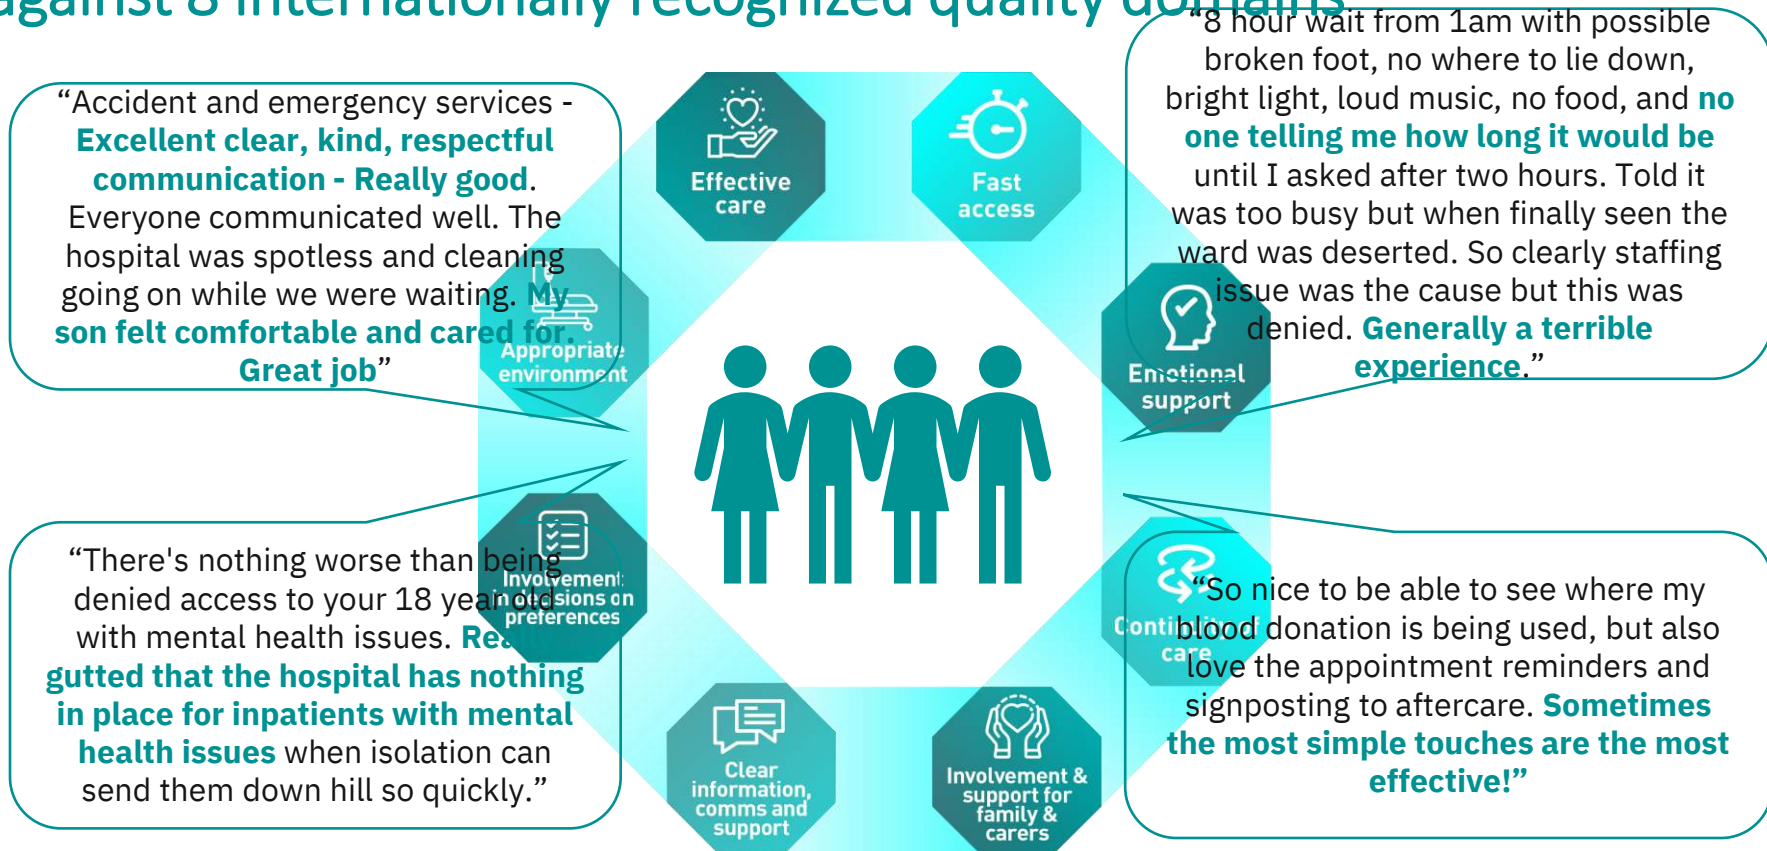 against 8 internationally recognized quality domains
“Accident and emergency services -
Excellent clear, kind, respectful
communication - Really good.
Everyone communicated well. The
hospital was spotless and cleaning
going on while we were waiting. My
son felt comfortable and cared for.
Great job”
“8 hour wait from 1am with possible
broken foot, no where to lie down,
bright light, loud music, no food, and no
one telling me how long it would be
until I asked after two hours. Told it
was too busy but when finally seen the
ward was deserted. So clearly staffing
issue was the cause but this was
denied. Generally a terrible
experience.”
Effective
care
Fast
access
Appropriate
environment
Emotional
support
Involvement
in decisions on
preferences
Continuity of
care
Clear
information,
comms and
support
Involvement &
support for
family &
carers
“There's nothing worse than being
denied access to your 18 year old
with mental health issues. Really
gutted that the hospital has nothing
in place for inpatients with mental
health issues when isolation can
send them down hill so quickly.”
“So nice to be able to see where my
blood donation is being used, but also
love the appointment reminders and
signposting to aftercare. Sometimes
the most simple touches are the most
effective!”